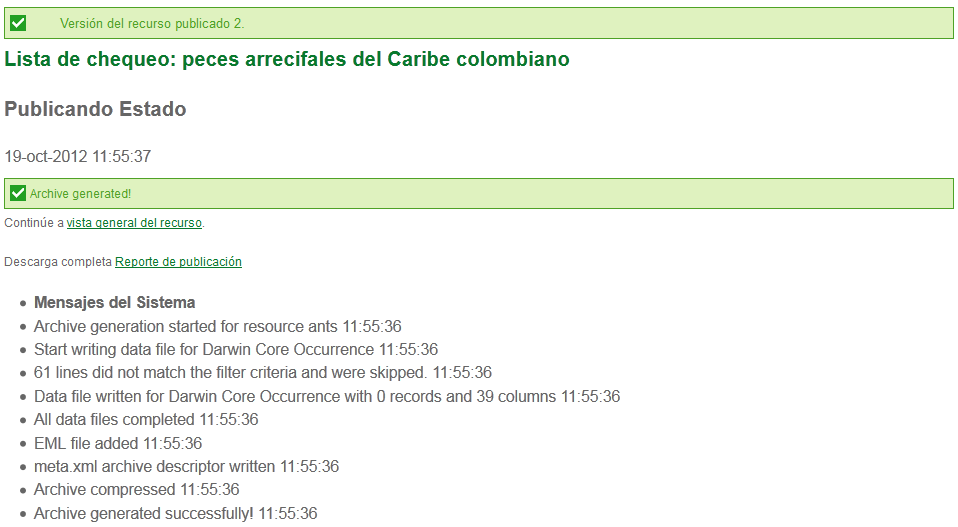 Versión del recurso publicado 2.
Lista de chequeo: peces arrecifales del Caribe colombiano
Publicando Estado
19-oct-2012 11:55:37
Archive generated!
Continúe a vista general del recurso.
Descarga completa Reporte de publicación
Mensajes del Sistema
Archive generation started for resource ants 11:55:36
Start writing data file for Darwin Core Occurrence 11:55:36
61 lines did not match the filter criteria and were skipped. 11:55:36
Data file written for Darwin Core Occurrence with 0 records and 39 columns 11:55:36
All data files completed 11:55:36
EML file added 11:55:36
meta.xml archive descriptor written 11:55:36
Archive compressed 11:55:36
Archive generated successfully! 11:55:36